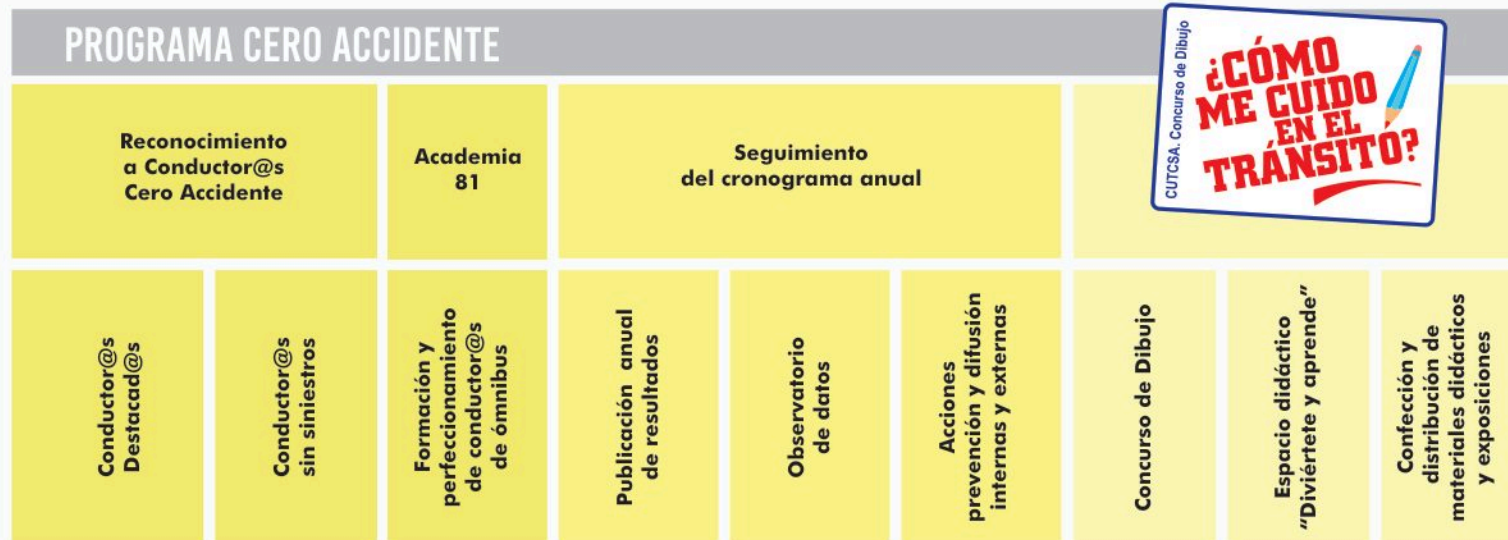 PROGRAMA CERO ACCIDENTE
CUTCSA. Concurso de Dibujo
¿CÓMO
ME CUIDO
EN EL
TRÁNSITO?
Reconocimiento
a Conductor@s
Cero Accidente
Academia
81
Seguimiento
del cronograma anual
Conductor@s
Destacad@s
Conductor@s
sin siniestros
Formación y
perfeccionamiento
de conductor@s
de ómnibus
Publicación anual
de resultados
Observatorio
de datos
Acciones
prevención y difusión
internas y externas
Concurso de Dibujo
Espacio didáctico
“Diviértete y aprende”
Confección y
distribución de
materiales didácticos
y exposiciones